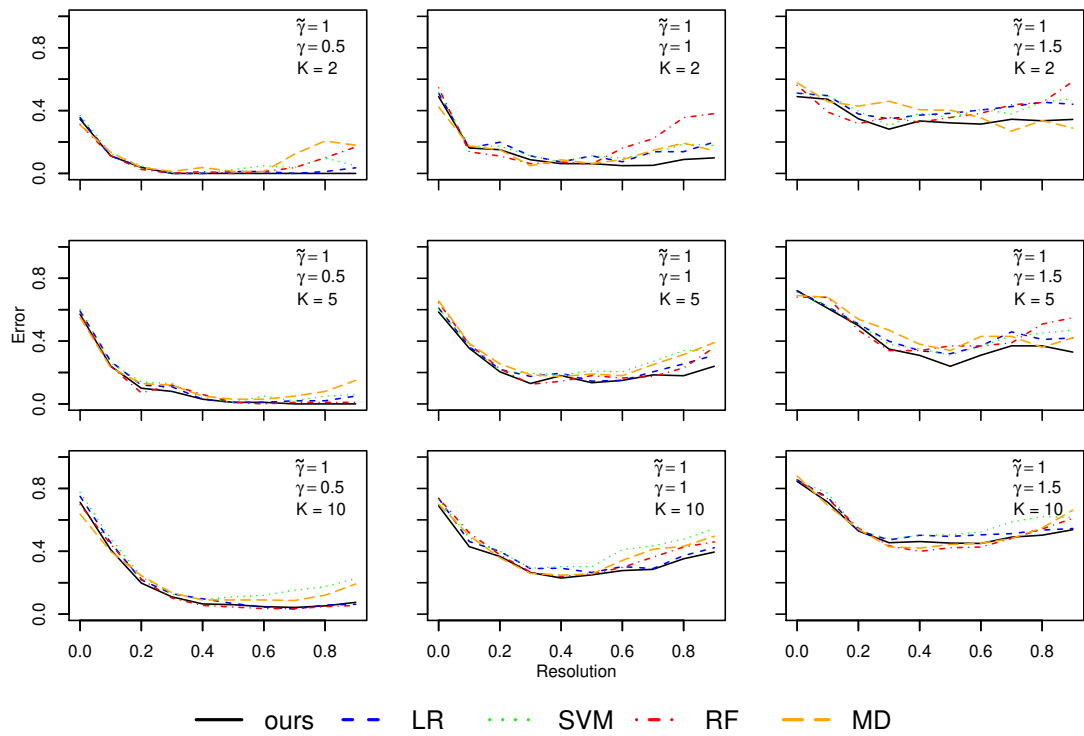 0.0 0.4 0.8
γ̃ = 1
γ = 0.5
K = 2
γ̃ = 1
γ = 1
K = 2
γ̃ = 1
γ = 1.5
K = 2
0.0 0.4 0.8
Error
γ̃ = 1
γ = 0.5
K = 5
γ̃ = 1
γ = 1
K = 5
γ̃ = 1
γ = 1.5
K = 5
0.0 0.4 0.8
γ̃ = 1
γ = 0.5
K = 10
γ̃ = 1
γ = 1
K = 10
γ̃ = 1
γ = 1.5
K = 10
0.0 0.2 0.4 0.6 0.8
0.0 0.2 0.4 0.6 0.8
0.0 0.2 0.4 0.6 0.8
Resolution
ours LR SVM RF MD